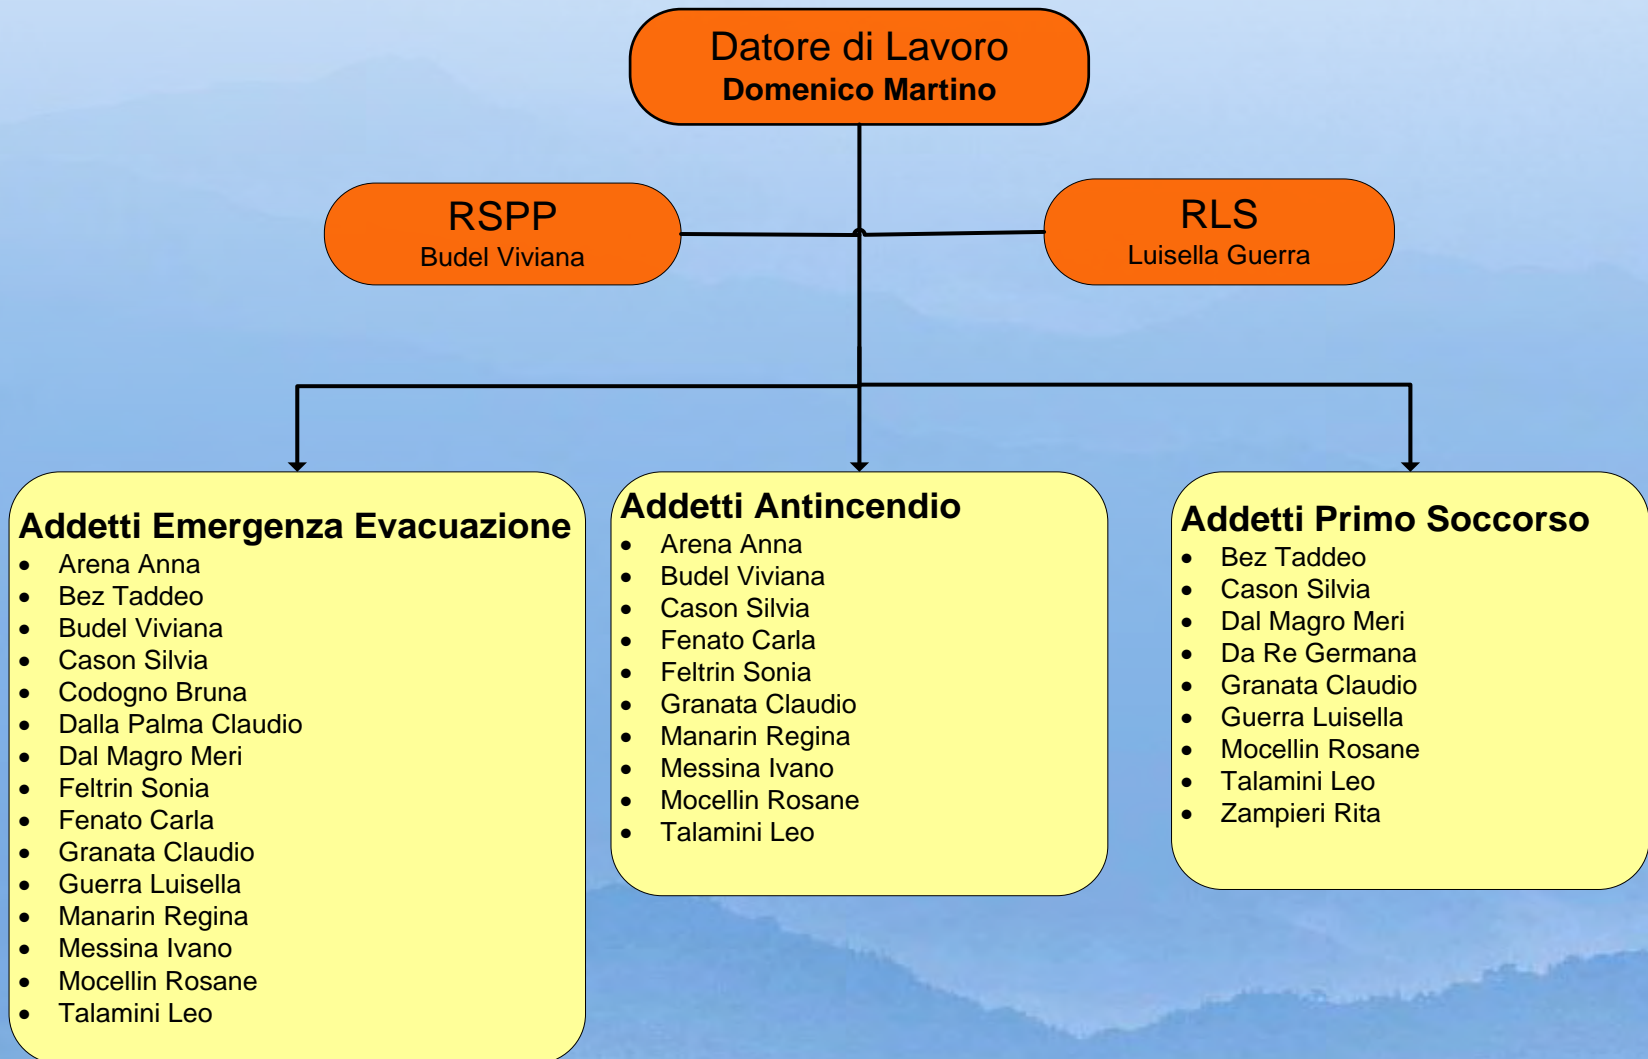 Datore di Lavoro
Domenico Martino
RSPP
Budel Viviana
RLS
Luisella Guerra
Addetti Emergenza Evacuazione
• Arena Anna
• Bez Taddeo
• Budel Viviana
• Cason Silvia
• Codogno Bruna
• Dalla Palma Claudio
• Dal Magro Meri
• Feltrin Sonia
• Fenato Carla
• Granata Claudio
• Guerra Luisella
• Manarin Regina
• Messina Ivano
• Mocellin Rosane
• Talamini Leo
Addetti Antincendio
• Arena Anna
• Budel Viviana
• Cason Silvia
• Fenato Carla
• Feltrin Sonia
• Granata Claudio
• Manarin Regina
• Messina Ivano
• Mocellin Rosane
• Talamini Leo
Addetti Primo Soccorso
• Bez Taddeo
• Cason Silvia
• Dal Magro Meri
• Da Re Germana
• Granata Claudio
• Guerra Luisella
• Mocellin Rosane
• Talamini Leo
• Zampieri Rita